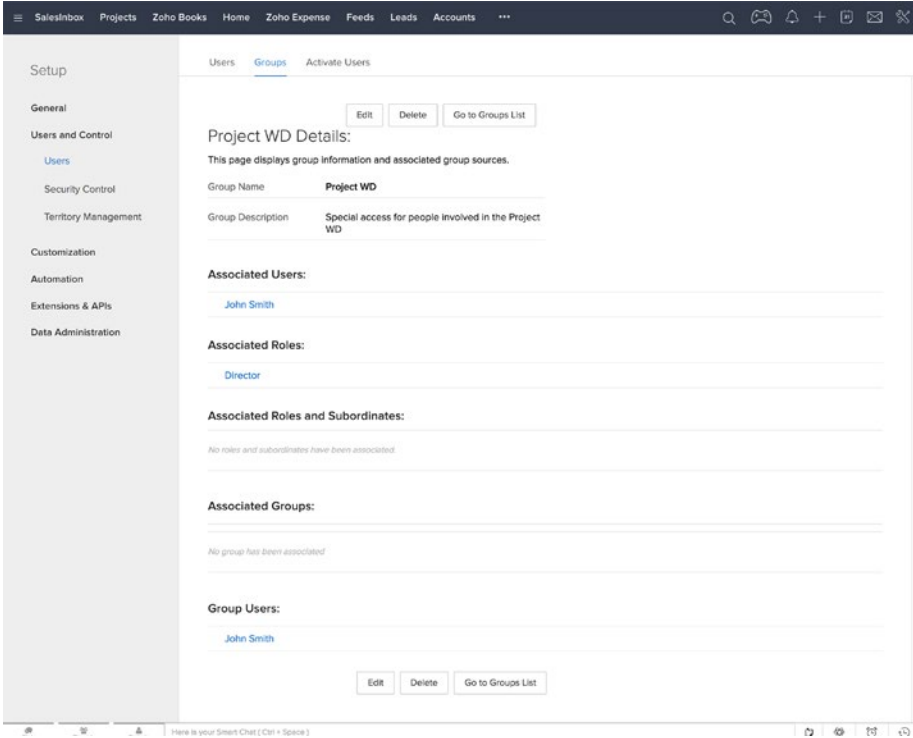 SalesInbox Projects Zoho Books Home Zoho Expense Feeds Leads Accounts •••
Setup
General
Users and Control
Users
Security Control
Territory Management
Customization
Automation
Extensions & APIs
Data Administration
Users Groups Activate Users
Edit Delete Go to Groups List
Project WD Details:
This page displays group information and associated group sources.
Group Name Project WD
Group Description Special access for people involved in the Project
WD
Associated Users:
John Smith
Associated Roles:
Director
Associated Roles and Subordinates:
No roles and subordinates have been associated.
Associated Groups:
No group has been associated
Group Users:
John Smith
Edit Delete Go to Groups List
Here is your Smart Chat (Ctrl + Space)